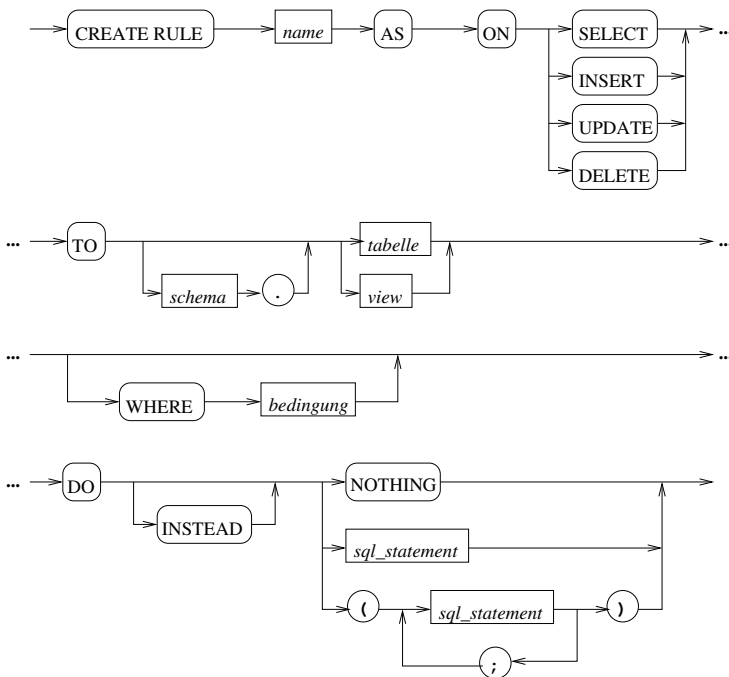 CREATE RULE name AS ON SELECT ...
INSERT
UPDATE
DELETE
... TO tabelle ...
schema . view
... ...
WHERE bedingung
... DO NOTHING
INSTEAD
sql_statement
( sql_statement )
;